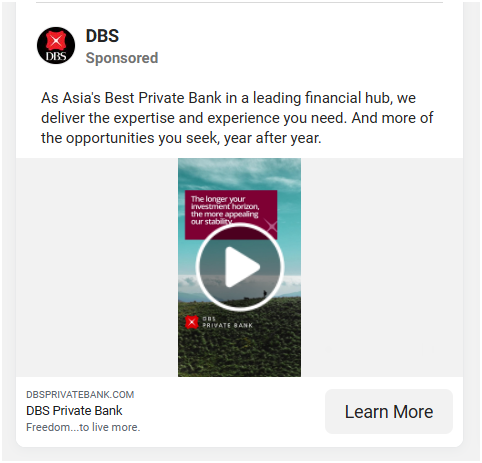 DBS
DBS
Sponsored
As Asia's Best Private Bank in a leading financial hub, we
deliver the expertise and experience you need. And more of
the opportunities you seek, year after year.
The longer your
investment horizon,
the more appealing
our stability.
DBS
PRIVATE BANK
DBSPRIVATEBANK.COM
DBS Private Bank
Freedom...to live more.
Learn More